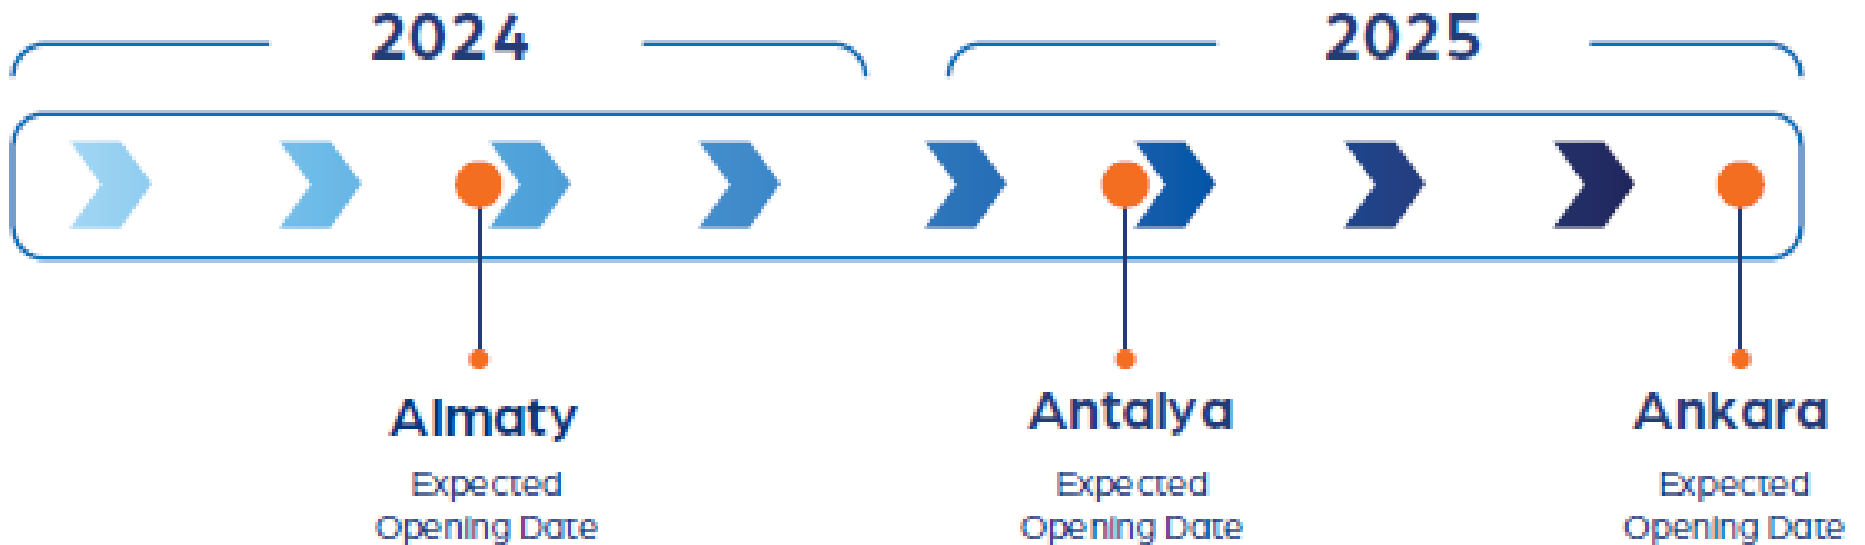 2024
2025
Almaty
Expected
Opening Date
Antalya
Expected
Opening Date
Ankara
Expected
Opening Date